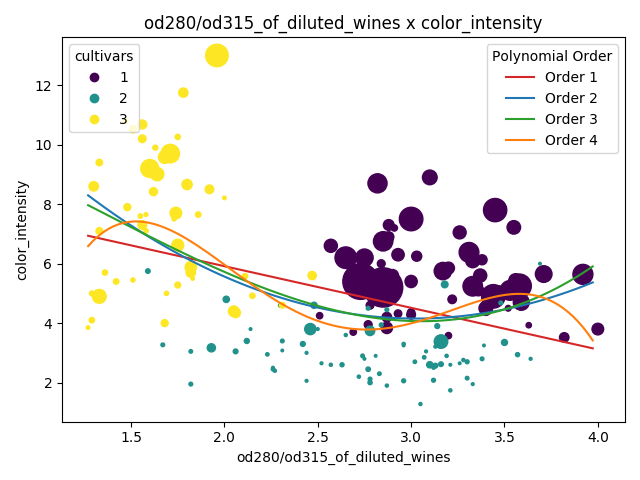 od280/od315_of_diluted_wines x color_intensity
cultivars
1
2
3
Polynomial Order
Order 1
Order 2
Order 3
Order 4
12
10
8
6
4
2
color_intensity
1.5 2.0 2.5 3.0 3.5 4.0
od280/od315_of_diluted_wines